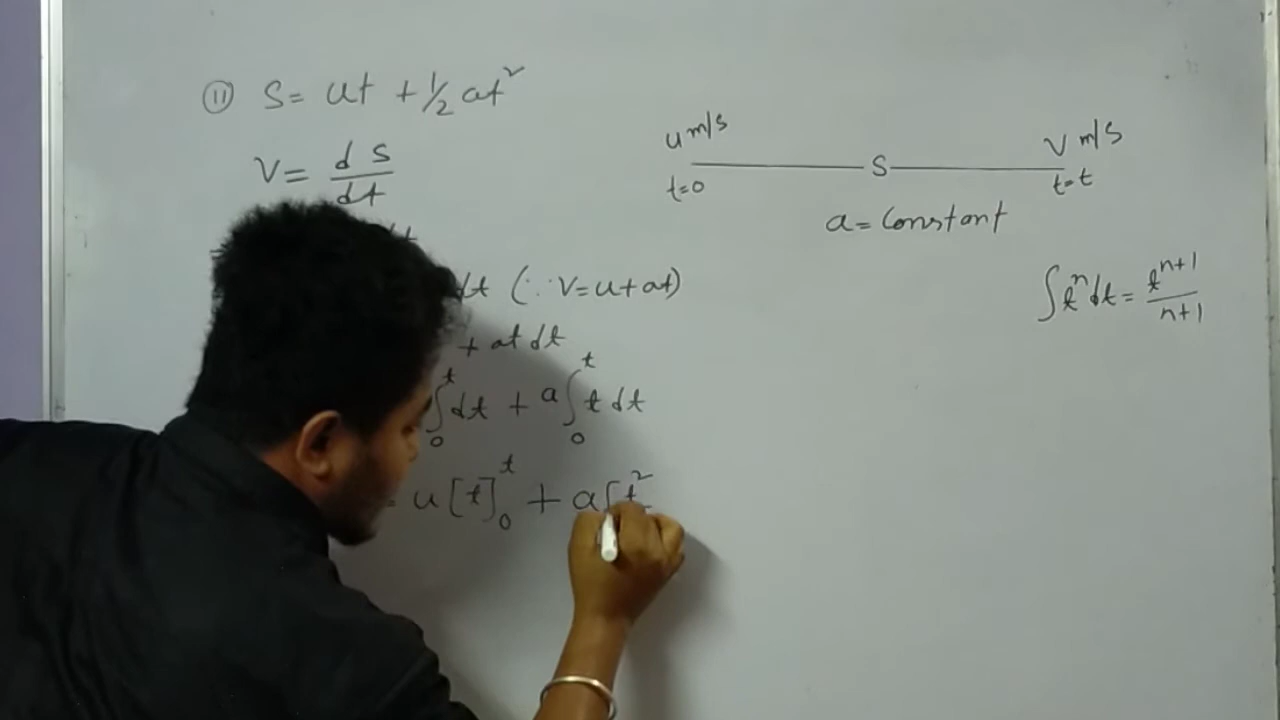 ⑪ S= ut + ½ at²
V= dS/dt
dt (∵ V=u+at)
+ at dt
∫₀ᵗ dt + a ∫₀ᵗ t dt
= u [t]₀ᵗ + a[t²
u m/s V m/s
S
t=0 t=t
a = Constant
∫tⁿdt = tⁿ⁺¹/n+1